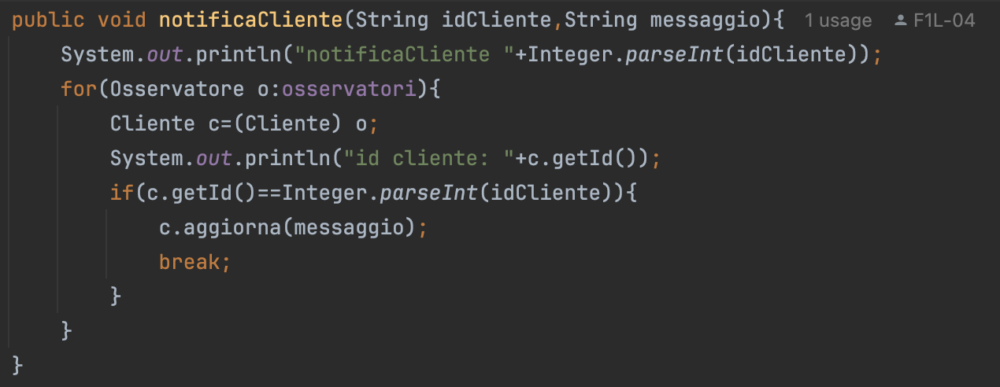 public void notificaCliente(String idCliente,String messaggio){ 1 usage F1L-04
    System.out.println("notificaCliente "+Integer.parseInt(idCliente));
    for(Osservatore o:osservatori){
        Cliente c=(Cliente) o;
        System.out.println("id cliente: "+c.getId());
        if(c.getId()==Integer.parseInt(idCliente)){
            c.aggiorna(messaggio);
            break;
        }
    }
}